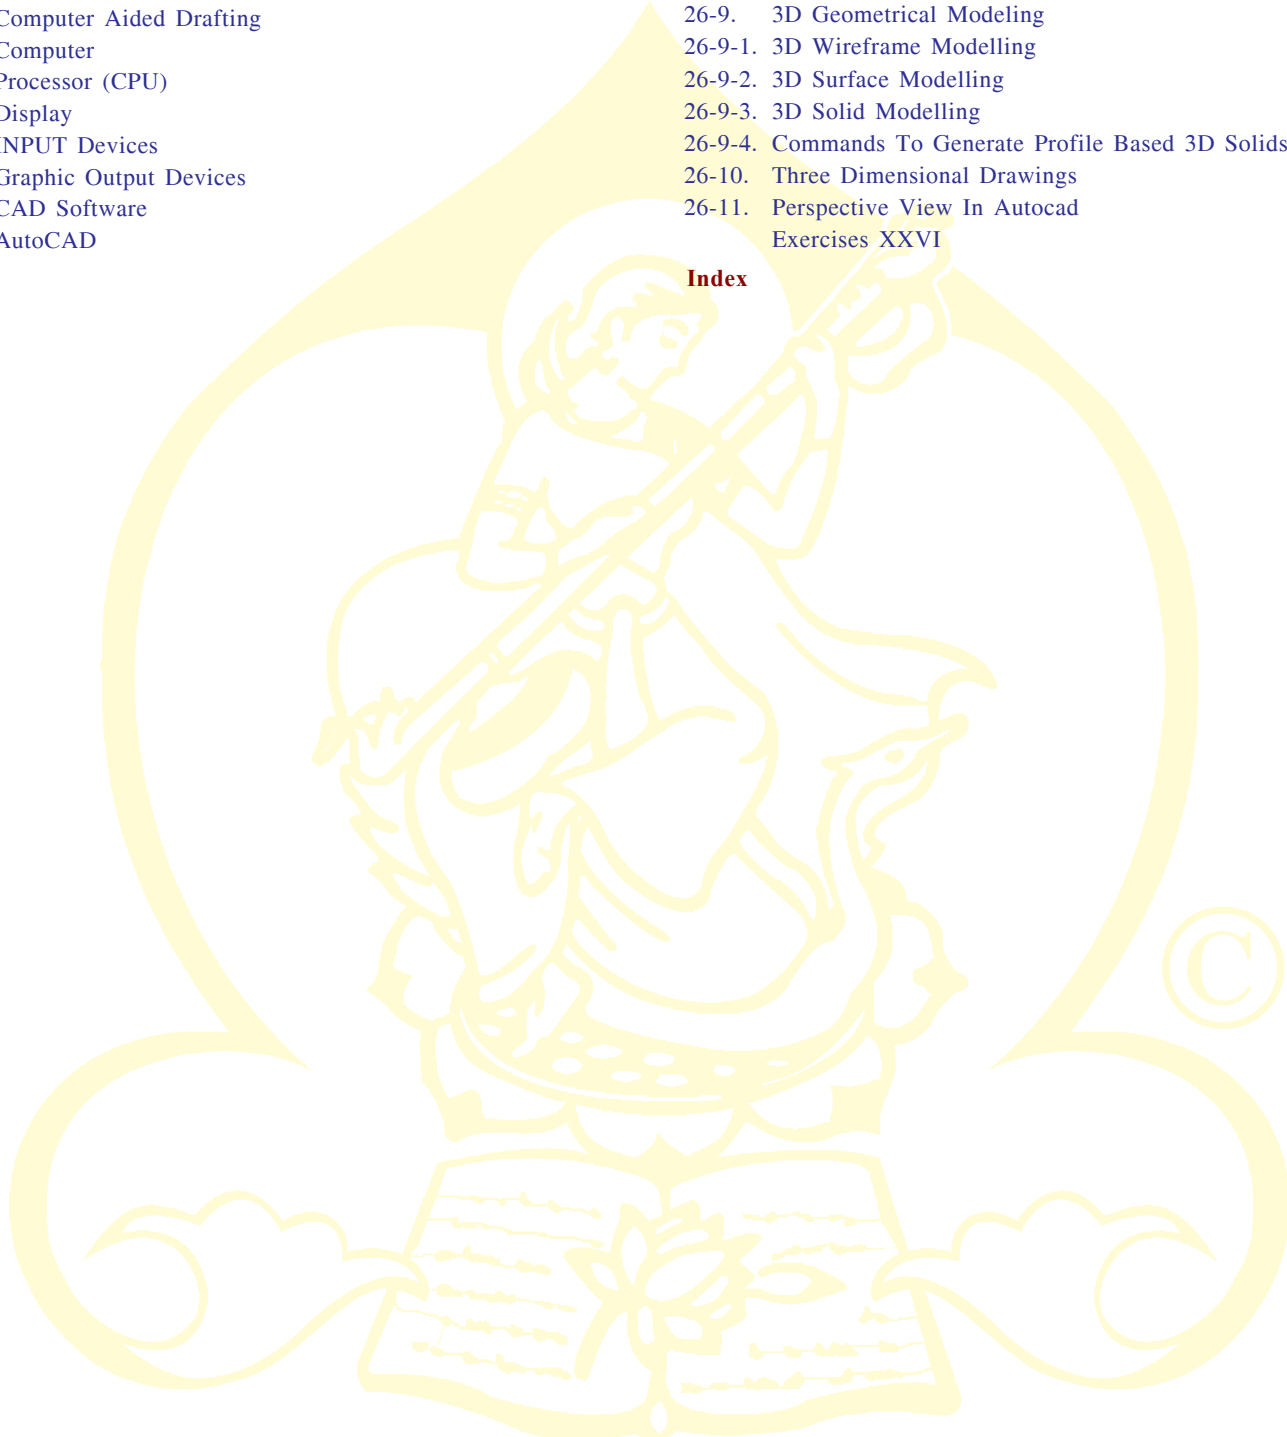 Computer Aided Drafting
Computer
Processor (CPU)
Display
INPUT Devices
Graphic Output Devices
CAD Software
AutoCAD
26-9. 3D Geometrical Modeling
26-9-1. 3D Wireframe Modelling
26-9-2. 3D Surface Modelling
26-9-3. 3D Solid Modelling
26-9-4. Commands To Generate Profile Based 3D Solids
26-10. Three Dimensional Drawings
26-11. Perspective View In Autocad
Exercises XXVI
Index
©